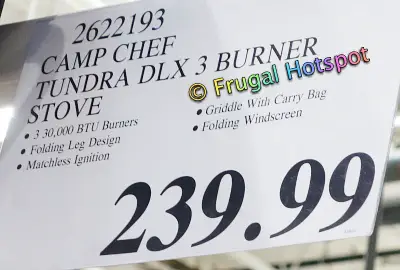 2622193
CAMP CHEF
TUNDRA DLX 3 BURNER
STOVE
© Frugal Hotspot
• 3 30,000 BTU Burners
• Folding Leg Design
• Matchless Ignition
• Griddle With Carry Bag
• Folding Windscreen
239.99